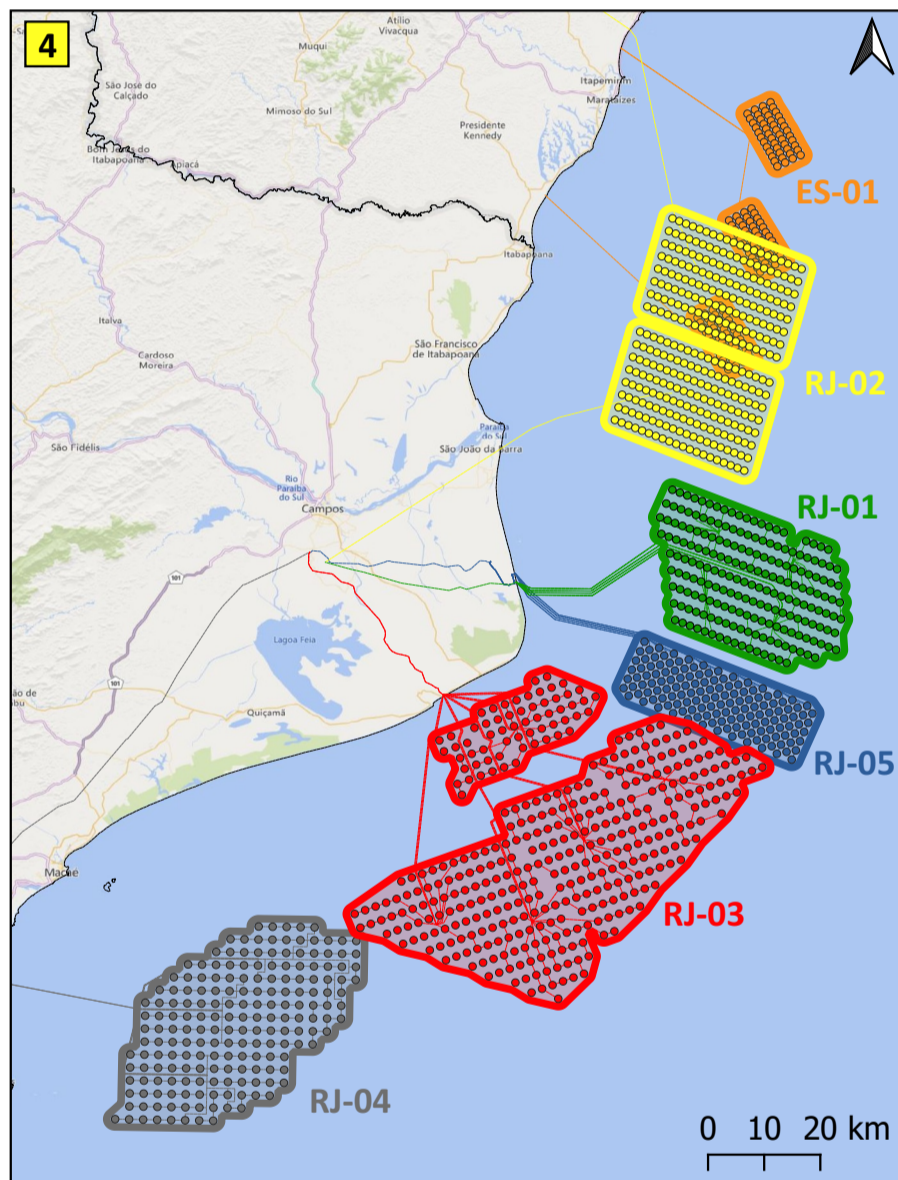 4
Atílio
Vivacqua
Muqui
São José do
Calçado
Itapemirim
Marataízes
Mimoso do Sul
Presidente
Kennedy
Bom Jesus do
Itabapoana
Apiacá
ES-01
Itabapoana
Italva
São Francisco
de Itabapoana
Cardoso
Moreira
RJ-02
São Fidélis
Paraíba
do Sul
São João da Barra
Rio
Paraíba
do Sul
Campos
RJ-01
101
Lagoa Feia
101
Quiçamã
RJ-05
Macaé
RJ-03
RJ-04
0 10 20 km